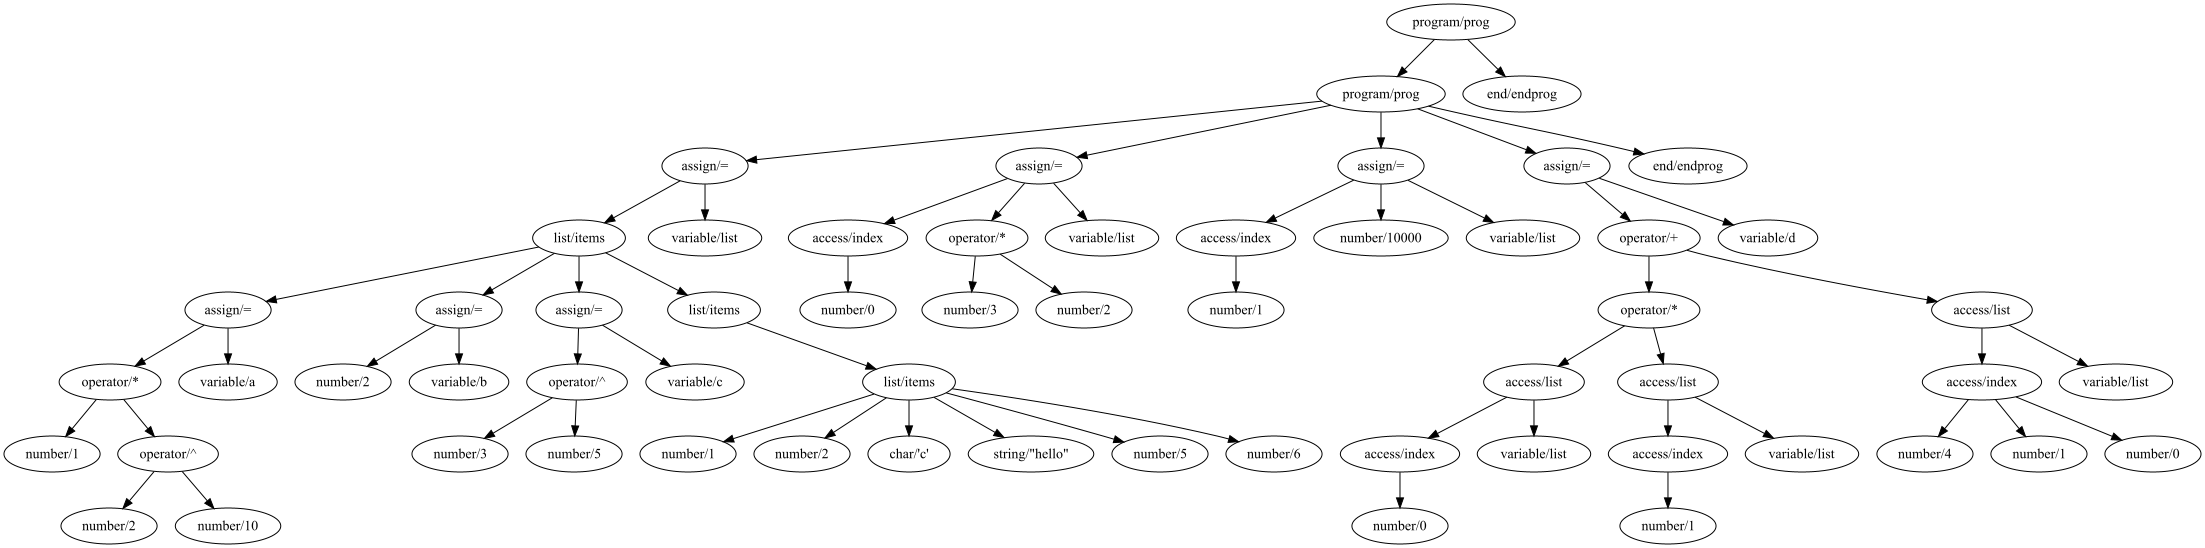 program/prog
program/prog end/endprog
assign/= assign/= assign/= assign/= end/endprog
list/items variable/list access/index operator/* variable/list access/index number/10000 variable/list operator/+ variable/d
assign/= assign/= assign/= list/items number/0 number/3 number/2 number/1 operator/* access/list
operator/* variable/a number/2 variable/b operator/^ variable/c list/items access/list access/list access/index variable/list
number/1 operator/^ number/3 number/5 number/1 number/2 char/'c' string/"hello" number/5 number/6 access/index variable/list access/index variable/list number/4 number/1 number/0
number/2 number/10 number/0 number/1